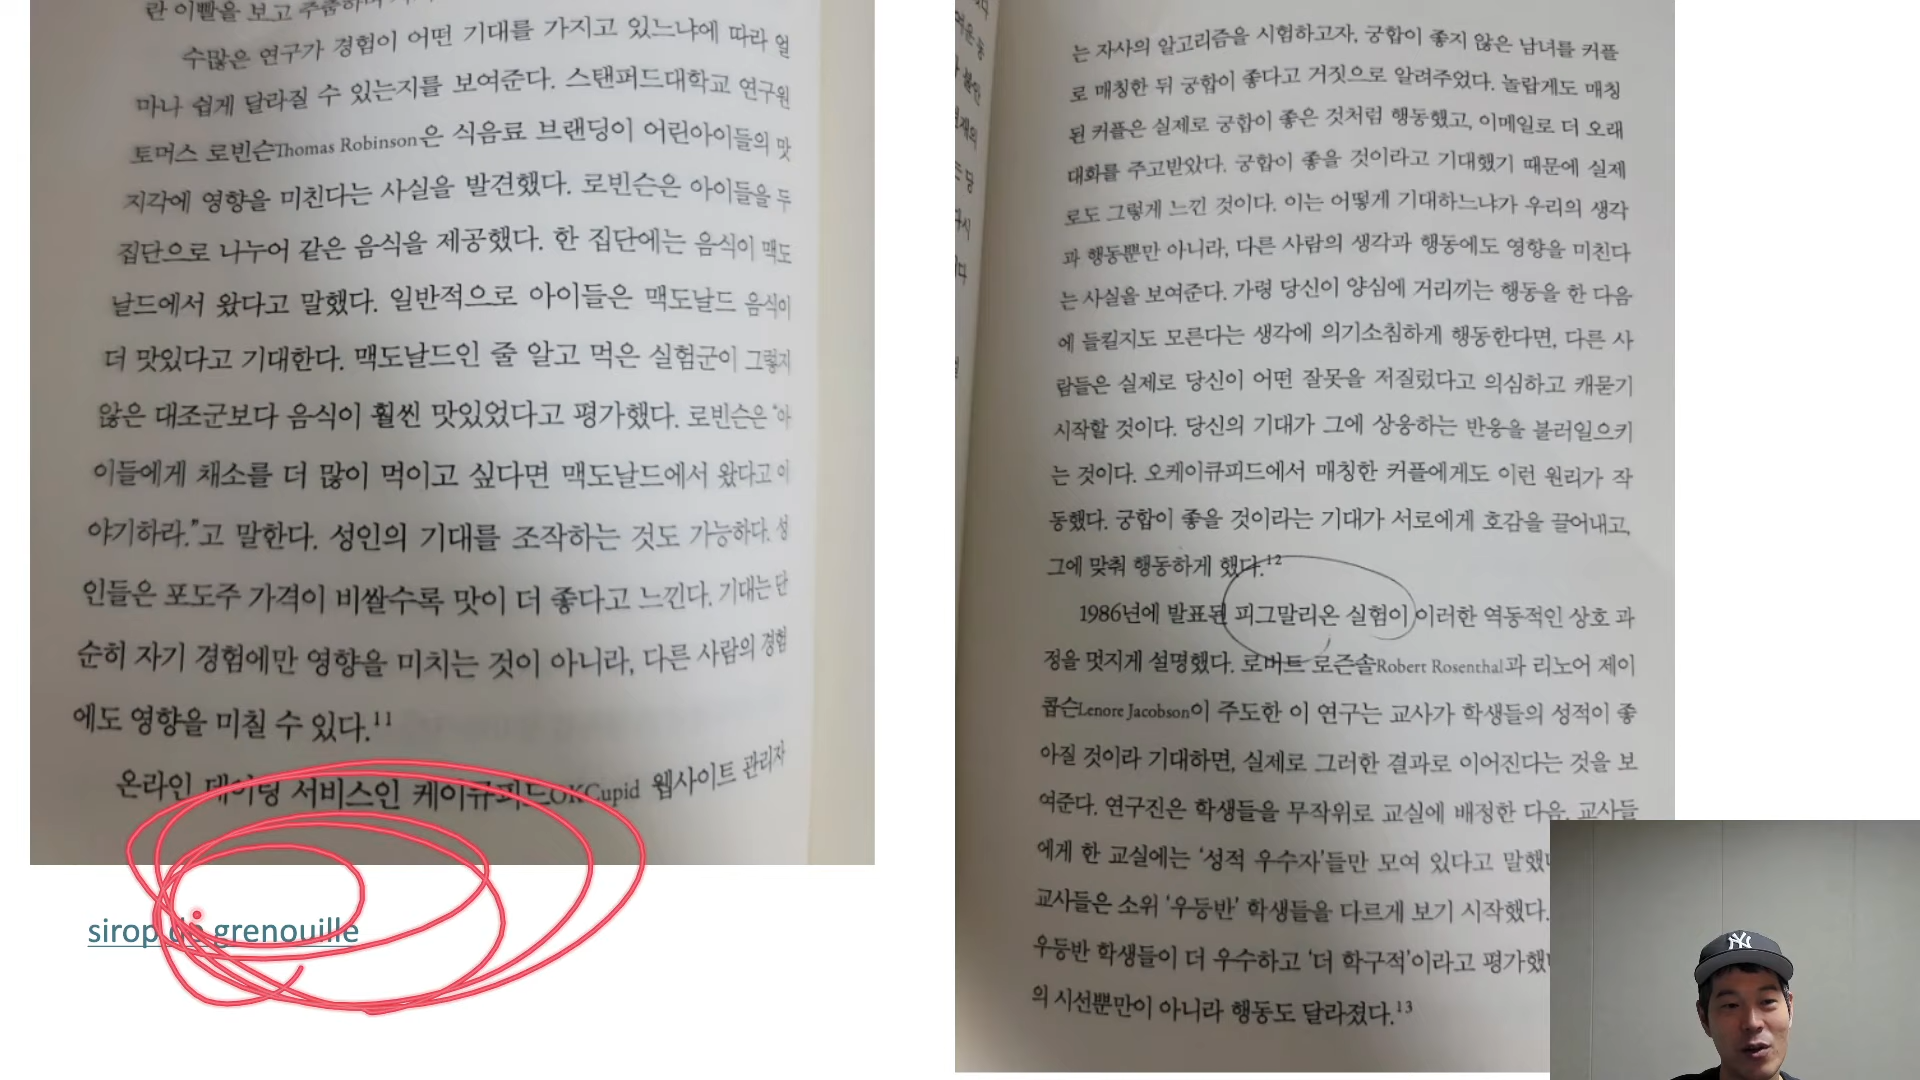 란 이빨을 보고 주춤하며
수많은 연구가 경험이 어떤 기대를 가지고 있느냐에 따라 얼
마나 쉽게 달라질 수 있는지를 보여준다. 스탠퍼드대학교 연구원
토머스 로빈슨Thomas Robinson은 식음료 브랜딩이 어린아이들의 맛
지각에 영향을 미친다는 사실을 발견했다. 로빈슨은 아이들을 두
집단으로 나누어 같은 음식을 제공했다. 한 집단에는 음식이 맥도
날드에서 왔다고 말했다. 일반적으로 아이들은 맥도날드 음식이
더 맛있다고 기대한다. 맥도날드인 줄 알고 먹은 실험군이 그렇지
않은 대조군보다 음식이 훨씬 맛있었다고 평가했다. 로빈슨은 “아
이들에게 채소를 더 많이 먹이고 싶다면 맥도날드에서 왔다고 이
야기하라.”고 말한다. 성인의 기대를 조작하는 것도 가능하다. 성
인들은 포도주 가격이 비쌀수록 맛이 더 좋다고 느낀다. 기대는 단
순히 자기 경험에만 영향을 미치는 것이 아니라, 다른 사람의 경험
에도 영향을 미칠 수 있다.11
온라인 데이팅 서비스인 케이큐피드OKCupid 웹사이트 관리자
sirop de grenouille
는 자사의 알고리즘을 시험하고자, 궁합이 좋지 않은 남녀를 커플
로 매칭한 뒤 궁합이 좋다고 거짓으로 알려주었다. 놀랍게도 매칭
된 커플은 실제로 궁합이 좋은 것처럼 행동했고, 이메일로 더 오래
대화를 주고받았다. 궁합이 좋을 것이라고 기대했기 때문에 실제
로도 그렇게 느낀 것이다. 이는 어떻게 기대하느냐가 우리의 생각
과 행동뿐만 아니라, 다른 사람의 생각과 행동에도 영향을 미친다
는 사실을 보여준다. 가령 당신이 양심에 거리끼는 행동을 한 다음
에 들킬지도 모른다는 생각에 의기소침하게 행동한다면, 다른 사
람들은 실제로 당신이 어떤 잘못을 저질렀다고 의심하고 캐묻기
시작할 것이다. 당신의 기대가 그에 상응하는 반응을 불러일으키
는 것이다. 오케이큐피드에서 매칭한 커플에게도 이런 원리가 작
동했다. 궁합이 좋을 것이라는 기대가 서로에게 호감을 끌어내고,
그에 맞춰 행동하게 했다.12
1986년에 발표된 피그말리온 실험이 이러한 역동적인 상호 과
정을 멋지게 설명했다. 로버트 로즌솔Robert Rosenthal과 리노어 제이
콥슨Lenore Jacobson이 주도한 이 연구는 교사가 학생들의 성적이 좋
아질 것이라 기대하면, 실제로 그러한 결과로 이어진다는 것을 보
여준다. 연구진은 학생들을 무작위로 교실에 배정한 다음, 교사들
에게 한 교실에는 ‘성적 우수자’들만 모여 있다고
교사들은 소위 ‘우등반’ 학생들을 다르게 보기 시작했다.
우등반 학생들이 더 우수하고 ‘더 학구적’이라고
의 시선뿐만이 아니라 행동도 달라졌다.13
NY